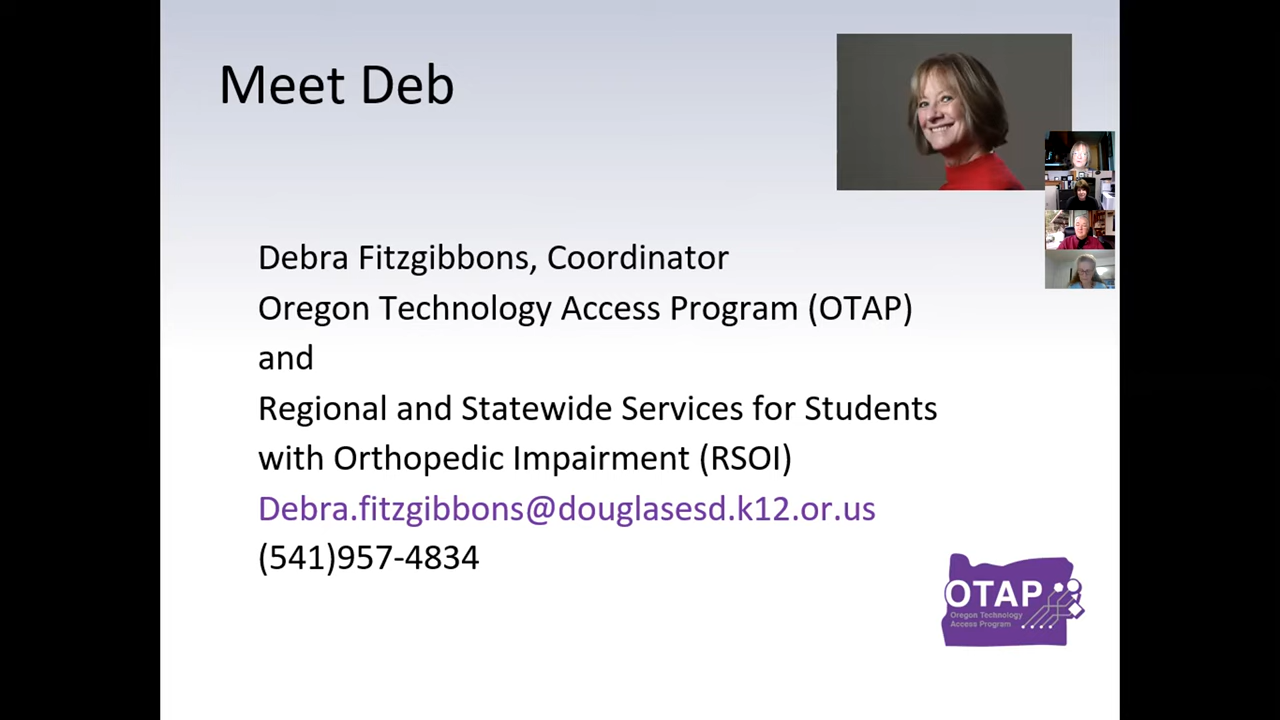 Meet Deb
Debra Fitzgibbons, Coordinator
Oregon Technology Access Program (OTAP)
and
Regional and Statewide Services for Students
with Orthopedic Impairment (RSOI)
Debra.fitzgibbons@douglasesd.k12.or.us
(541)957-4834
OTAP
Oregon Technology
Access Program